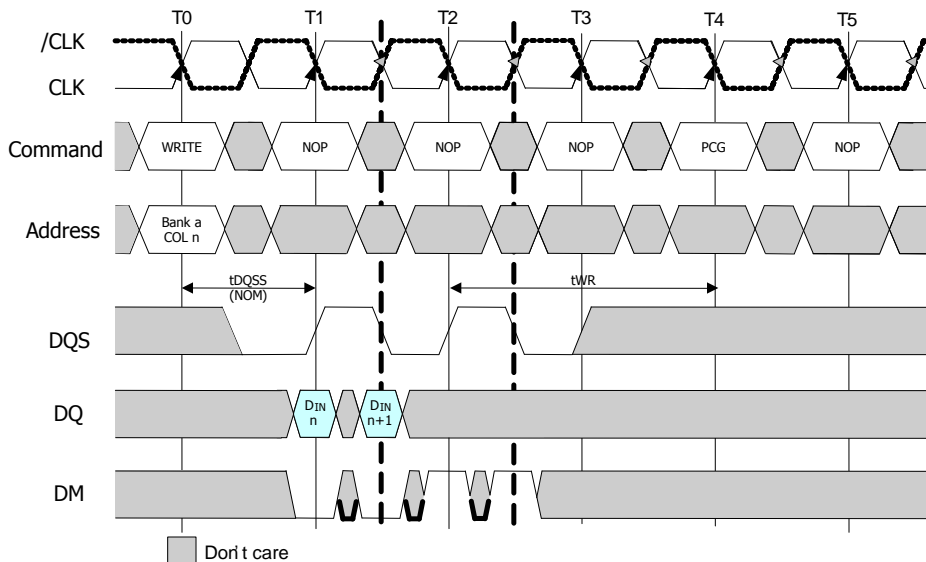 T0 T1 T2 T3 T4 T5
/CLK
CLK
Command WRITE NOP NOP NOP PCG NOP
Address Bank a
COL n
tDQSS
(NOM)
tWR
DQS
DQ DIN
n
DIN
n+1
DM
Don't care